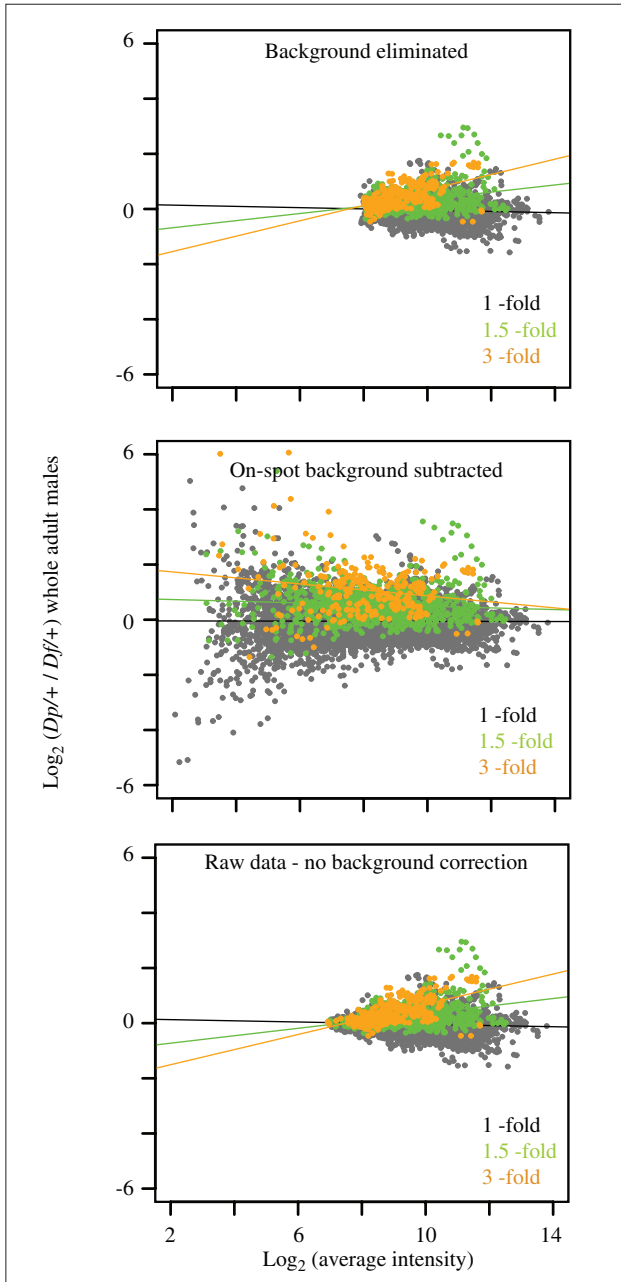 6
Background eliminated
0
1 -fold
1.5 -fold
3 -fold
-6
6
On-spot background subtracted
0
1 -fold
1.5 -fold
3 -fold
-6
Log2 (Dp/+ / Df/+) whole adult males
6
Raw data - no background correction
0
1 -fold
1.5 -fold
3 -fold
-6
2 6 10 14
Log2 (average intensity)